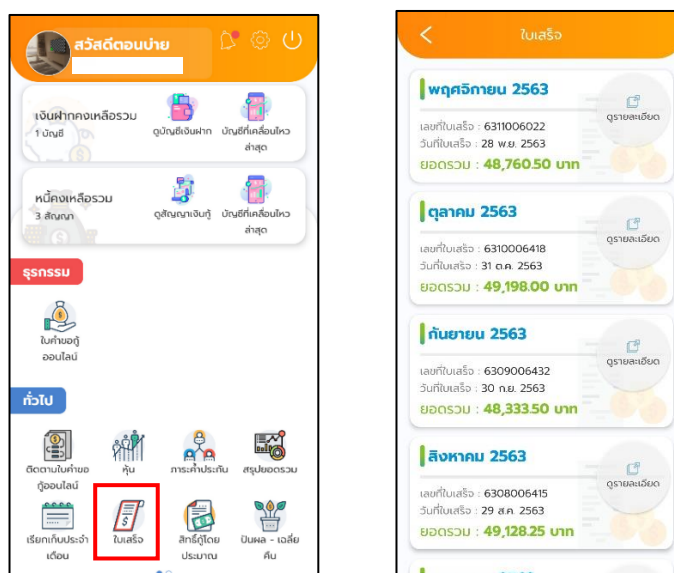 สวัสดีตอนบ่าย
เงินฝากคงเหลือรวม
1 บัญชี
ดูบัญชีเงินฝาก
บัญชีที่เคลื่อนไหว
ล่าสุด
หนี้คงเหลือรวม
3 สัญญา
ดูสัญญาเงินกู้
บัญชีที่เคลื่อนไหว
ล่าสุด
ธุรกรรม
ใบคำขอกู้
ออนไลน์
ทั่วไป
ติดตามใบคำขอ
กู้ออนไลน์
หุ้น
ภาระค้ำประกัน
สรุปยอดรวม
เรียกเก็บประจำ
เดือน
ใบเสร็จ
สิทธิ์กู้โดย
ประมาณ
ปันผล - เฉลี่ย
คืน
ใบเสร็จ
พฤศจิกายน 2563
ดูรายละเอียด
เลขที่ใบเสร็จ : 6311006022
วันที่ใบเสร็จ : 28 พ.ย. 2563
ยอดรวม : 48,760.50 บาท
ตุลาคม 2563
ดูรายละเอียด
เลขที่ใบเสร็จ : 6310006418
วันที่ใบเสร็จ : 31 ต.ค. 2563
ยอดรวม : 49,198.00 บาท
กันยายน 2563
ดูรายละเอียด
เลขที่ใบเสร็จ : 6309006432
วันที่ใบเสร็จ : 30 ก.ย. 2563
ยอดรวม : 48,333.50 บาท
สิงหาคม 2563
ดูรายละเอียด
เลขที่ใบเสร็จ : 6308006415
วันที่ใบเสร็จ : 29 ส.ค. 2563
ยอดรวม : 49,128.25 บาท